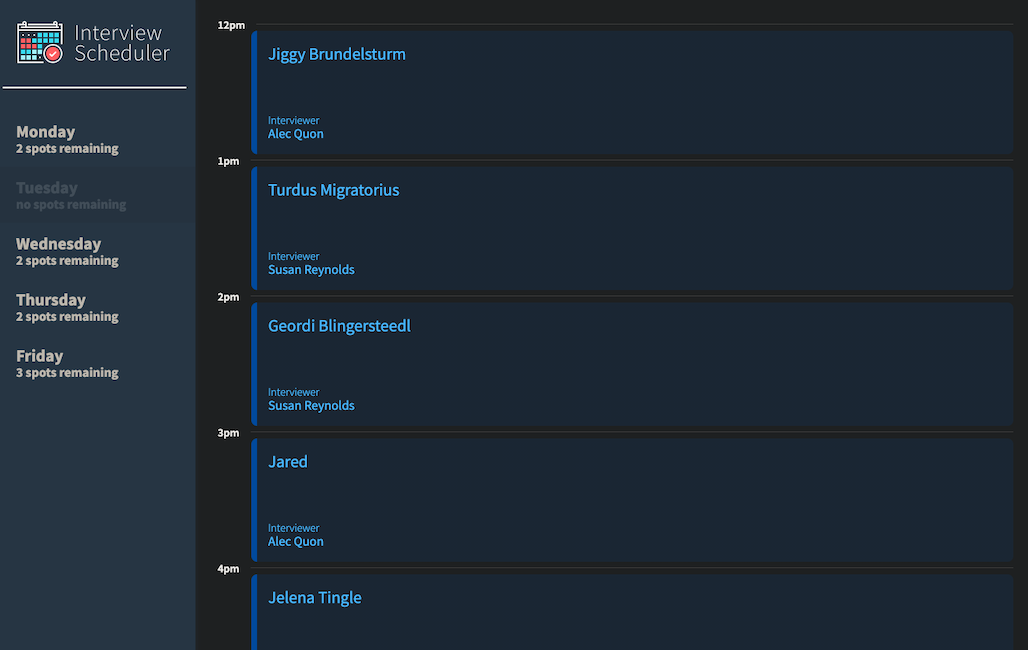 Interview
Scheduler
Monday
2 spots remaining
Tuesday
no spots remaining
Wednesday
2 spots remaining
Thursday
2 spots remaining
Friday
3 spots remaining
12pm
Jiggy Brundelsturm
Interviewer
Alec Quon
1pm
Turdus Migratorius
Interviewer
Susan Reynolds
2pm
Geordi Blingersteedl
Interviewer
Susan Reynolds
3pm
Jared
Interviewer
Alec Quon
4pm
Jelena Tingle